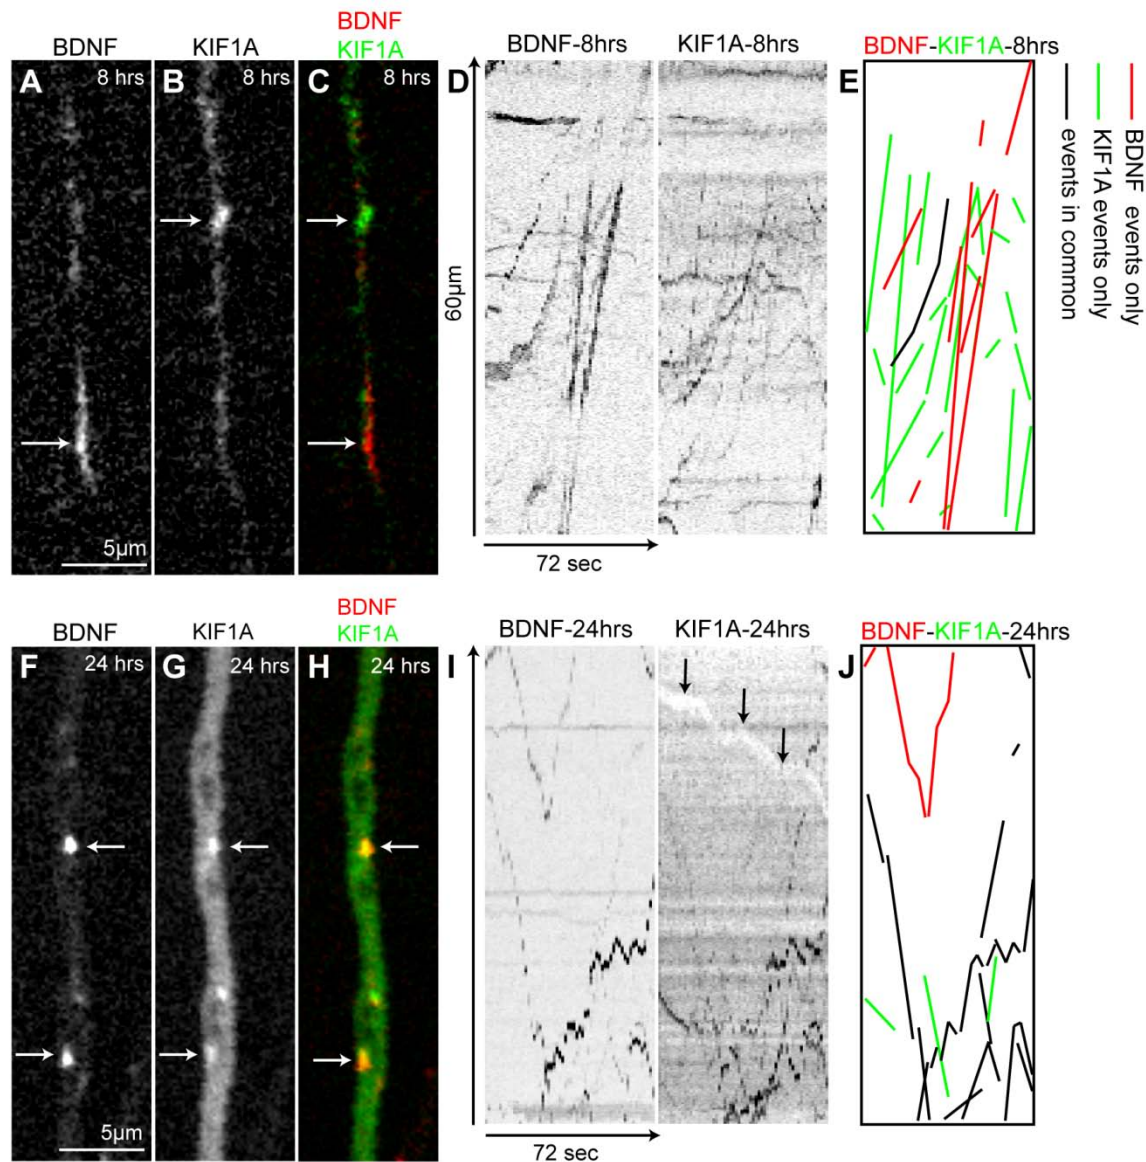 BDNF
KIF1A
BDNF
KIF1A
BDNF-8hrs
KIF1A-8hrs
BDNF-KIF1A-8hrs
A
8 hrs
B
8 hrs
C
8 hrs
D
E
60µm
BDNF events only
KIF1A events only
events in common
5µm
72 sec
BDNF
KIF1A
BDNF
KIF1A
BDNF-24hrs
KIF1A-24hrs
BDNF-KIF1A-24hrs
F
24 hrs
G
24 hrs
H
24 hrs
I
J
5µm
72 sec